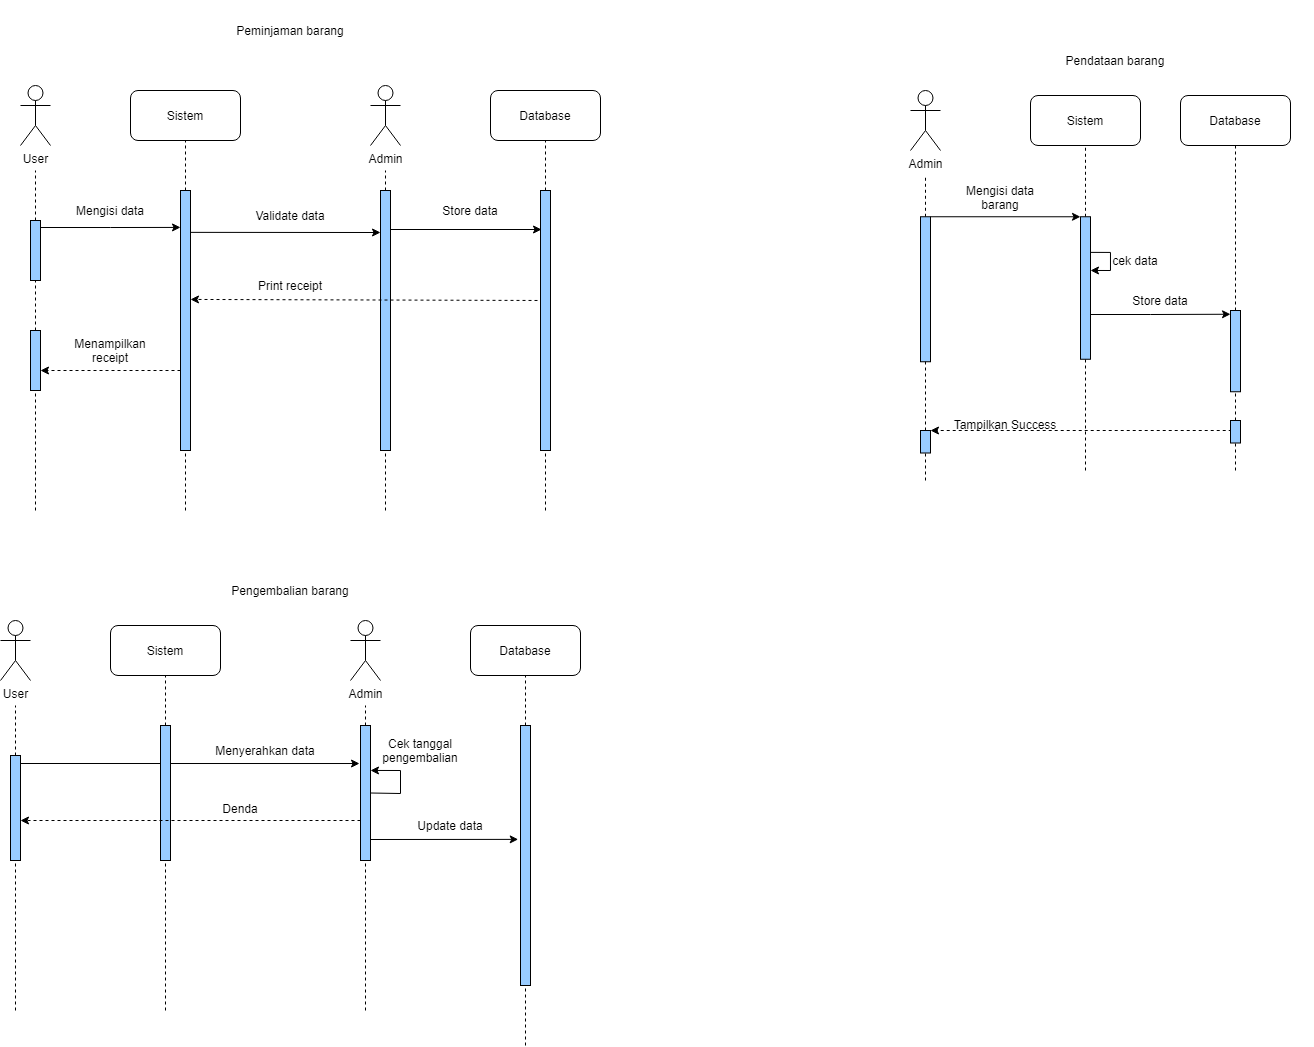 Peminjaman barang
User
Sistem
Admin
Database
Mengisi data
Validate data
Store data
Print receipt
Menampilkan
receipt
Pendataan barang
Admin
Sistem
Database
Mengisi data
barang
cek data
Store data
Tampilkan Success
Pengembalian barang
User
Sistem
Admin
Database
Menyerahkan data
Cek tanggal
pengembalian
Denda
Update data